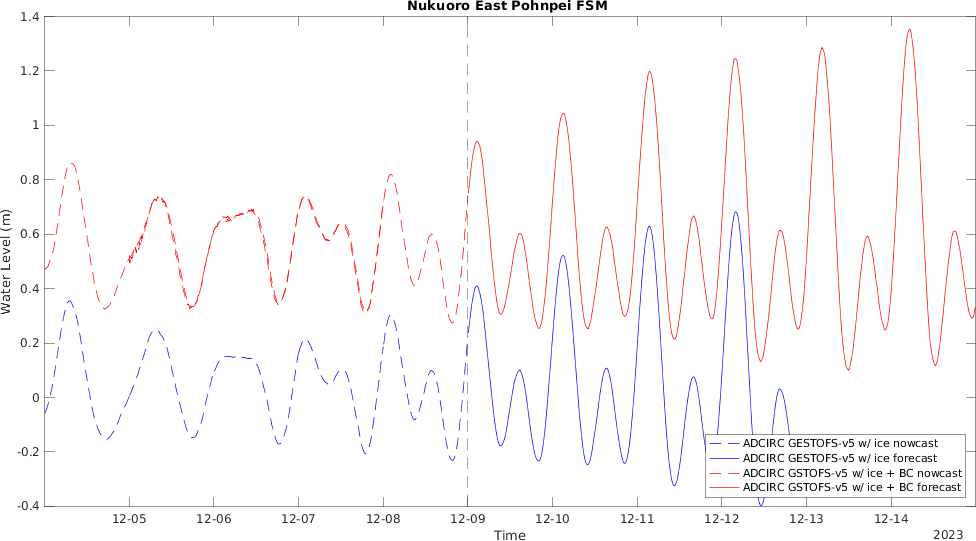 Nukuoro East Pohnpei FSM
1.4
1.2
1
0.8
0.6
0.4
0.2
0
-0.2
-0.4
Water Level (m)
ADCIRC GESTOFS-v5 w/ ice nowcast
ADCIRC GESTOFS-v5 w/ ice forecast
ADCIRC GSTOFS-v5 w/ ice + BC nowcast
ADCIRC GSTOFS-v5 w/ ice + BC forecast
12-05 12-06 12-07 12-08 12-09 12-10 12-11 12-12 12-13 12-14
Time
2023